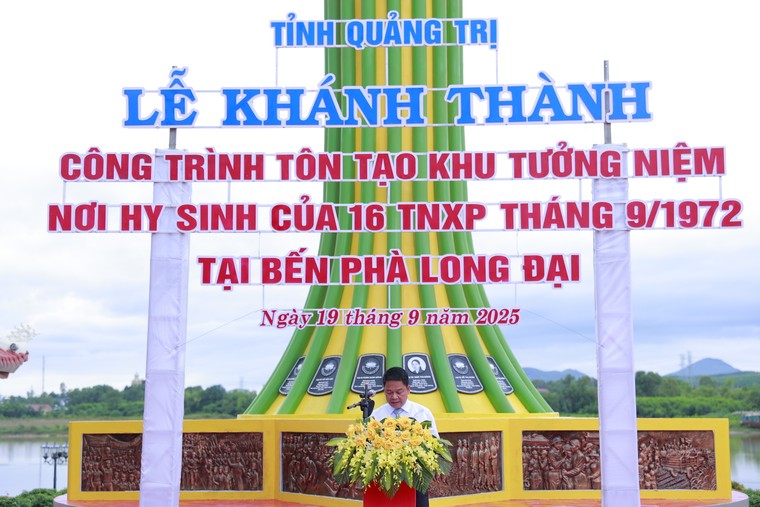 TỈNH QUẢNG TRỊ
LỄ KHÁNH THÀNH
CÔNG TRÌNH TÔN TẠO KHU TƯỞNG NIỆM
NƠI HY SINH CỦA 16 TNXP THÁNG 9/1972
TẠI BẾN PHÀ LONG ĐẠI
Ngày 19 tháng 9 năm 2025